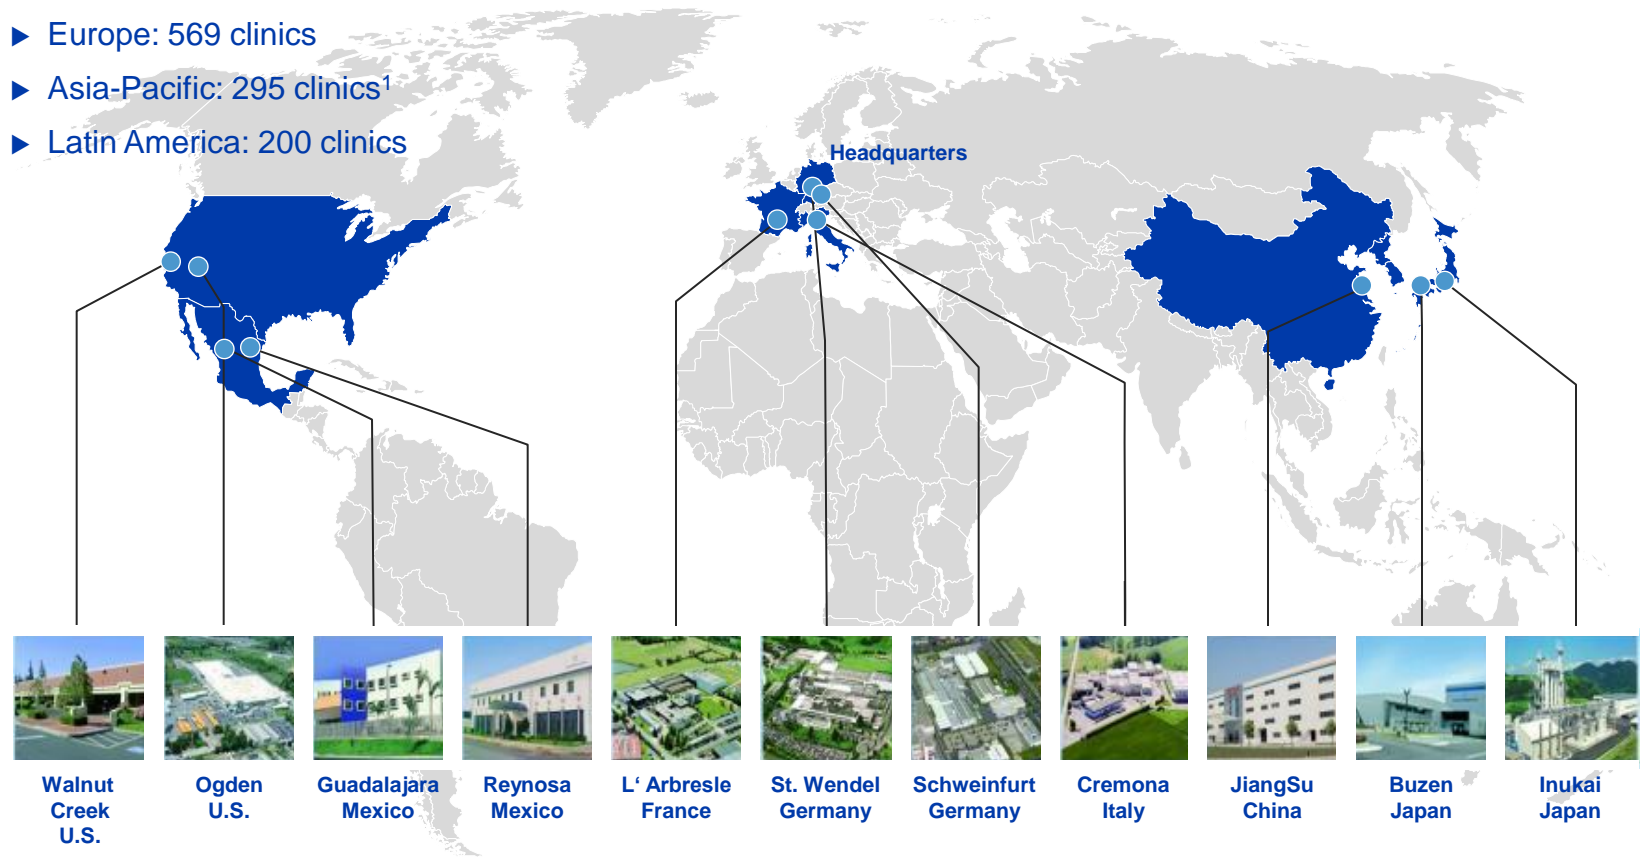 ► Europe: 569 clinics
► Asia-Pacific: 295 clinics¹
► Latin America: 200 clinics
Headquarters
Walnut
Creek
U.S.
Ogden
U.S.
Guadalajara
Mexico
Reynosa
Mexico
L‘ Arbresle
France
St. Wendel
Germany
Schweinfurt
Germany
Cremona
Italy
JiangSu
China
Buzen
Japan
Inukai
Japan